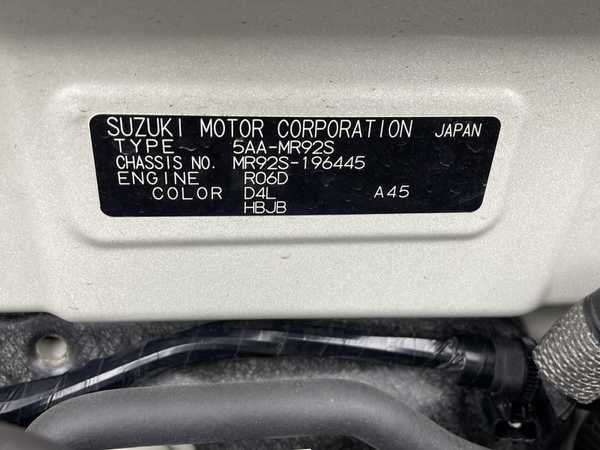 SUZUKI MOTOR CORPORATION JAPAN
TYPE 5AA-MR92S
CHASSIS NO. MR92S-196445
ENGINE R06D
COLOR D4L A45
HBJB